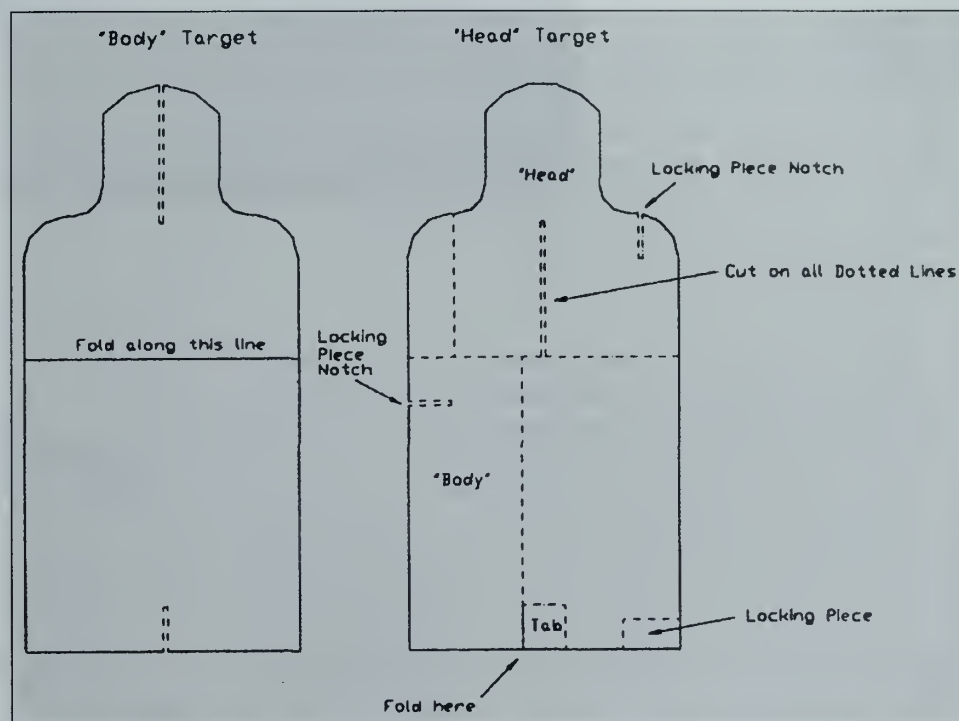 "Body" Target
"Head" Target
"Head"
Locking Piece Notch
Cut on all Dotted Lines
Fold along this line
Locking
Piece
Notch
"Body"
Tab
Locking Piece
Fold here